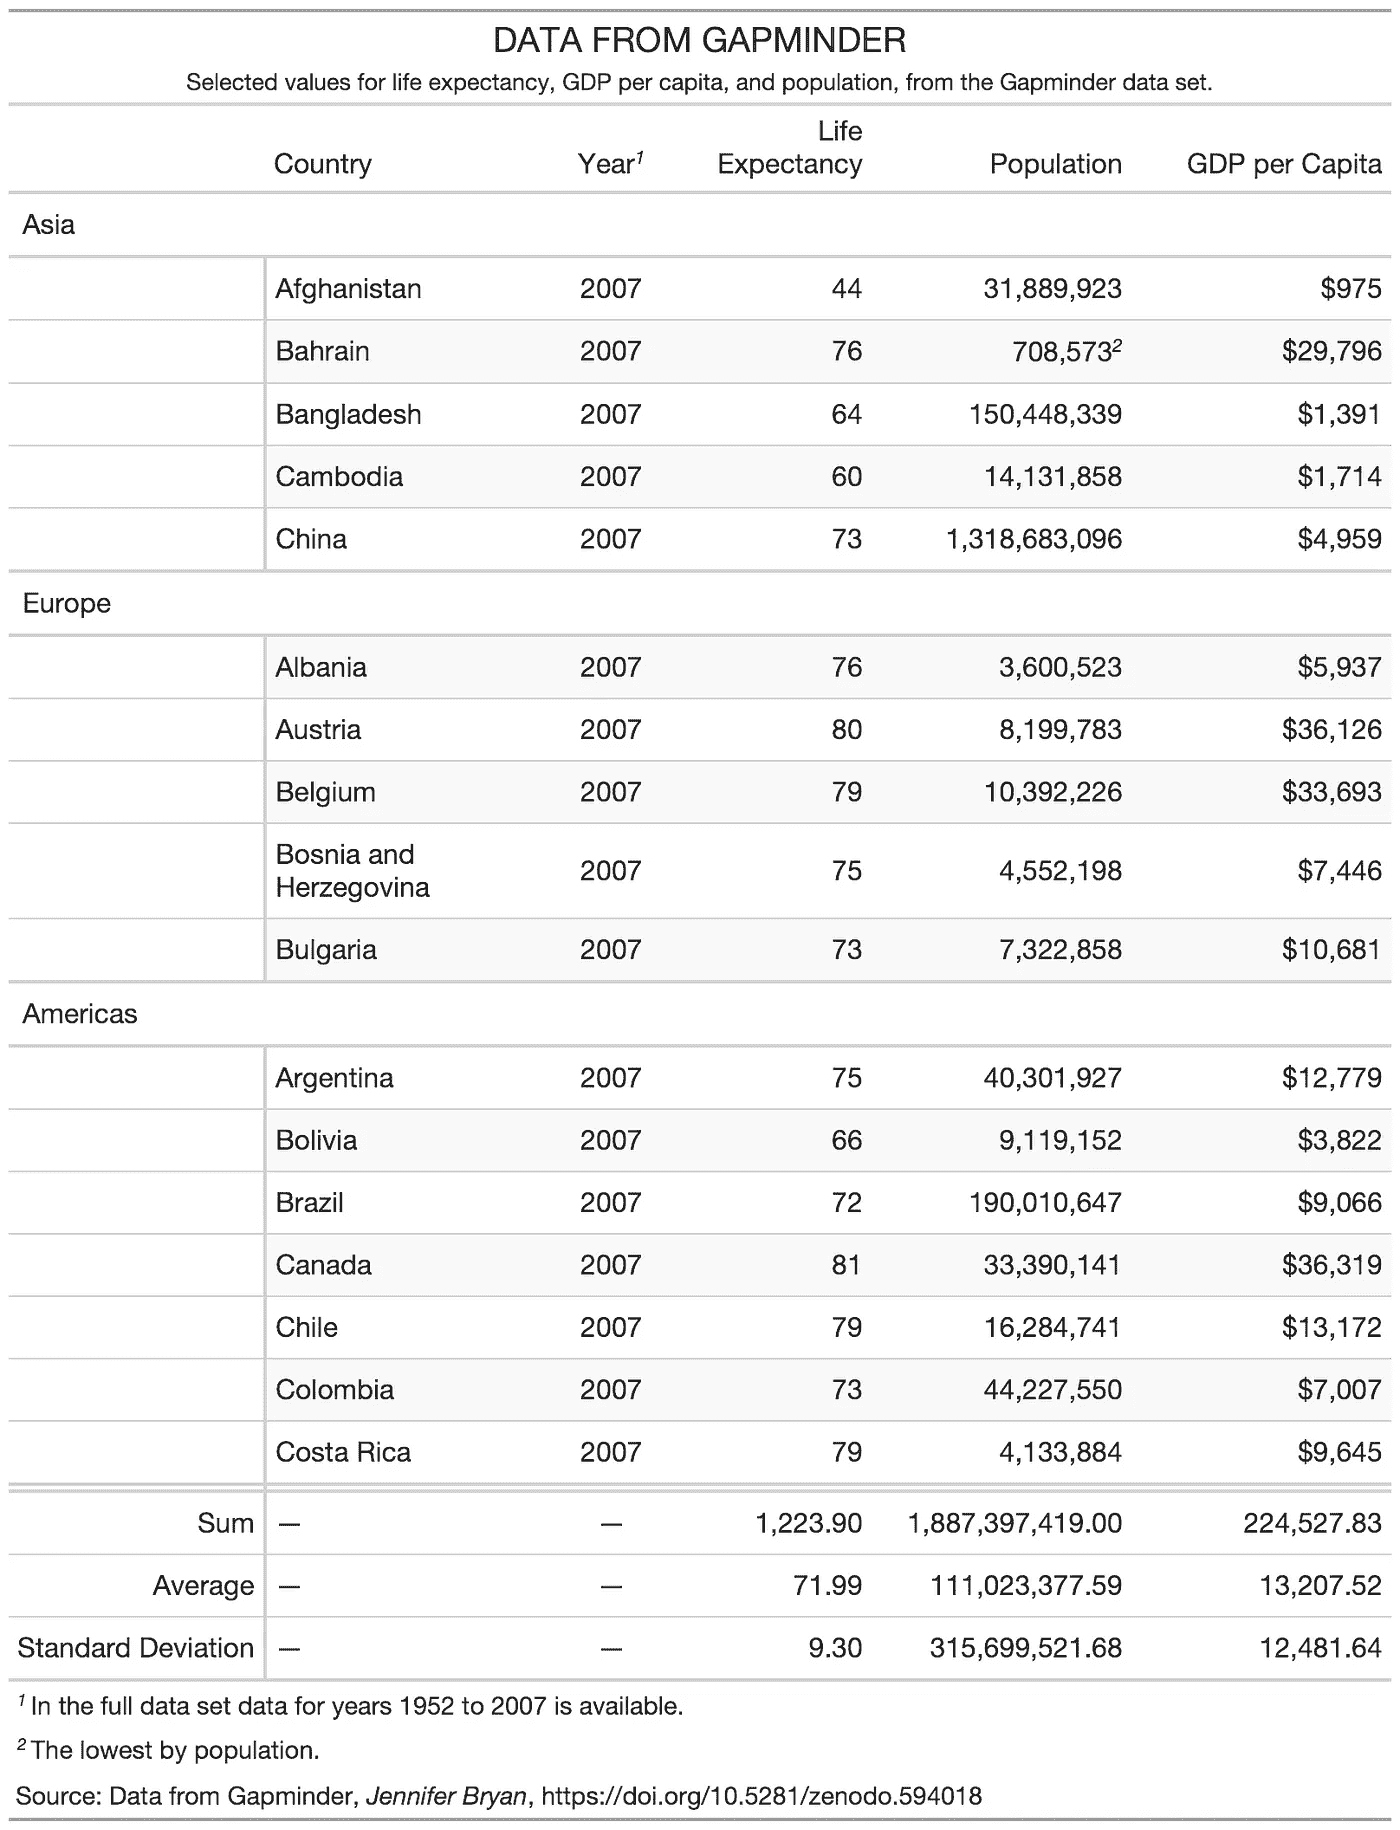 DATA FROM GAPMINDER
Selected values for life expectancy, GDP per capita, and population, from the Gapminder data set.
Country Year1 Life Expectancy Population GDP per Capita
Asia
Afghanistan 2007 44 31,889,923 $975
Bahrain 2007 76 708,5732 $29,796
Bangladesh 2007 64 150,448,339 $1,391
Cambodia 2007 60 14,131,858 $1,714
China 2007 73 1,318,683,096 $4,959
Europe
Albania 2007 76 3,600,523 $5,937
Austria 2007 80 8,199,783 $36,126
Belgium 2007 79 10,392,226 $33,693
Bosnia and Herzegovina 2007 75 4,552,198 $7,446
Bulgaria 2007 73 7,322,858 $10,681
Americas
Argentina 2007 75 40,301,927 $12,779
Bolivia 2007 66 9,119,152 $3,822
Brazil 2007 72 190,010,647 $9,066
Canada 2007 81 33,390,141 $36,319
Chile 2007 79 16,284,741 $13,172
Colombia 2007 73 44,227,550 $7,007
Costa Rica 2007 79 4,133,884 $9,645
Sum — — 1,223.90 1,887,397,419.00 224,527.83
Average — — 71.99 111,023,377.59 13,207.52
Standard Deviation — — 9.30 315,699,521.68 12,481.64
1 In the full data set data for years 1952 to 2007 is available.
2 The lowest by population.
Source: Data from Gapminder, Jennifer Bryan, https://doi.org/10.5281/zenodo.594018